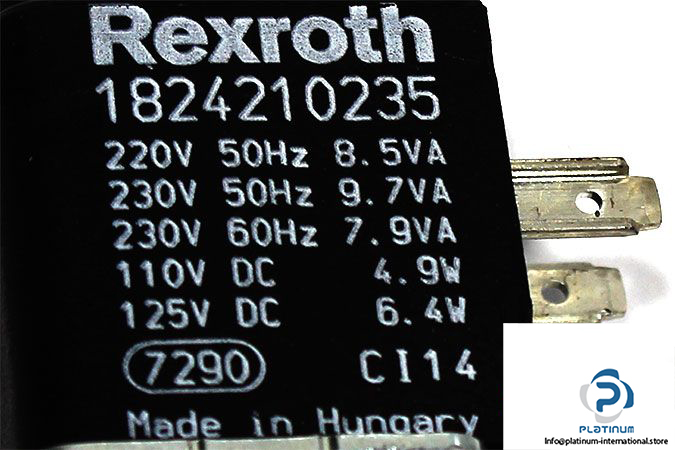 Rexroth
1824210235
220V 50Hz 8.5VA
230V 50Hz 9.7VA
230V 60Hz 7.9VA
110V DC 4.9W
125V DC 6.4W
7290 CI14
Made in Hungary
PLATINUM
Info@platinum-international.store